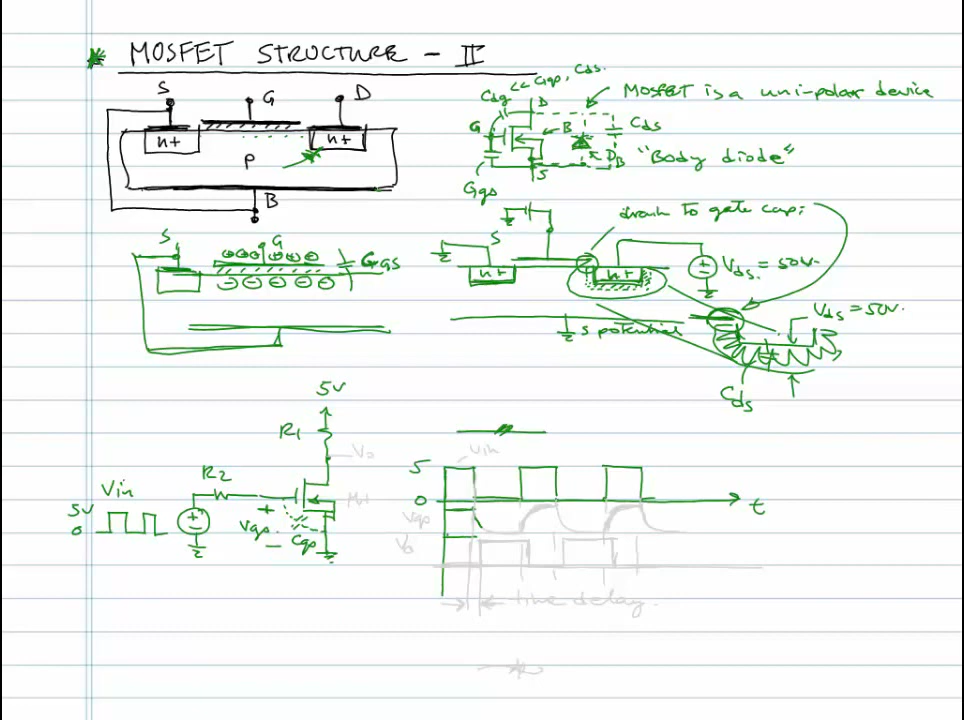 * MOSFET STRUCTURE - II
<< Cgp, Cds.
S G D
Cdg D MOSFET is a uni-polar device
n+ n+
G B Cds
P
DB "Body diode"
B
S
Cgs
drain to gate cap;
S G
S
Cgs
n+ n+
Vds = 50V.
Vds = 50V.
s potential
Cds
5V
R1
Vo
Vin
R2
5
Vin
M1
0
t
5V
0
Vgs
Cgs
+
-
Vgs
Vo
time delay.